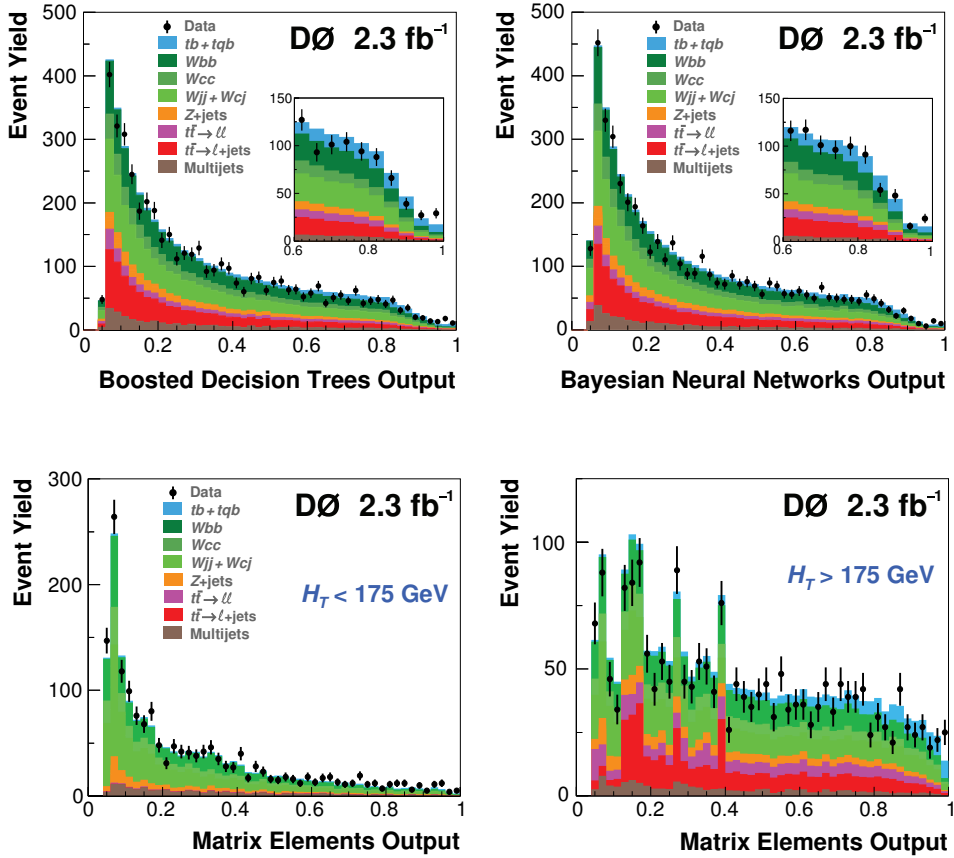 500
400
300
200
100
0
Event Yield
DØ 2.3 fb⁻¹
Data
tb+tqb
Wbb
Wcc
Wjj+Wcj
Z+jets
tt̄→ℓℓ
tt̄→ℓ+jets
Multijets
150
100
50
0
0.6 0.8 1
0 0.2 0.4 0.6 0.8 1
Boosted Decision Trees Output
500
400
300
200
100
0
Event Yield
DØ 2.3 fb⁻¹
Data
tb+tqb
Wbb
Wcc
Wjj+Wcj
Z+jets
tt̄→ℓℓ
tt̄→ℓ+jets
Multijets
150
100
50
0
0.6 0.8 1
0 0.2 0.4 0.6 0.8 1
Bayesian Neural Networks Output
300
200
100
0
Event Yield
DØ 2.3 fb⁻¹
Data
tb+tqb
Wbb
Wcc
Wjj+Wcj
Z+jets
tt̄→ℓℓ
tt̄→ℓ+jets
Multijets
H_T < 175 GeV
0 0.2 0.4 0.6 0.8 1
Matrix Elements Output
100
50
0
Event Yield
DØ 2.3 fb⁻¹
H_T > 175 GeV
0 0.2 0.4 0.6 0.8 1
Matrix Elements Output